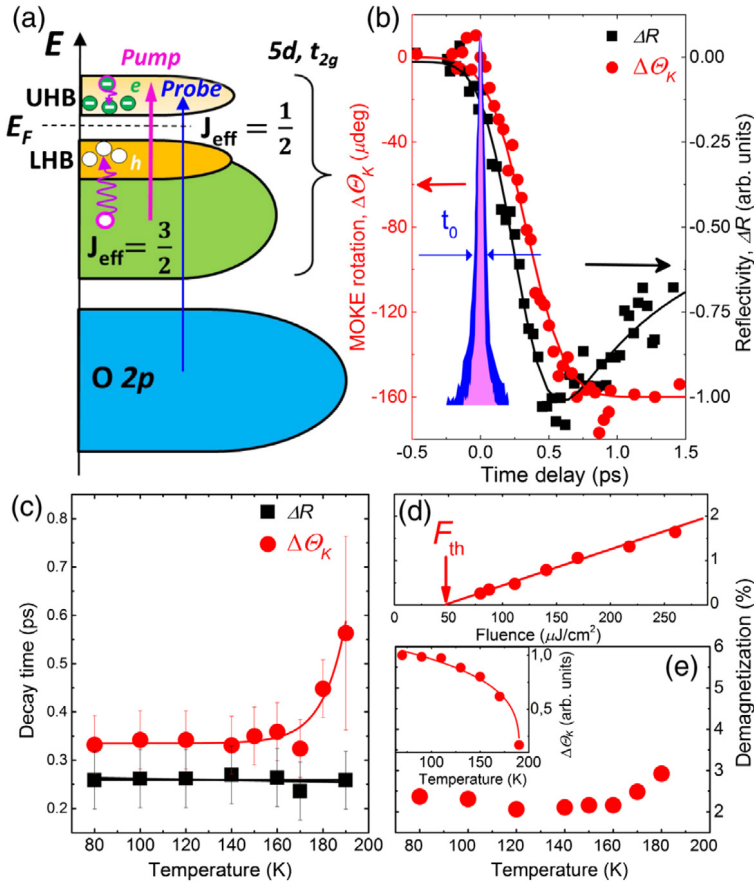 (a)
E
Pump
5d, t2g
UHB
e
Probe
EF
Jeff = 1/2
LHB
h
Jeff = 3/2
O 2p
(b)
0
-40
-80
-120
-160
MOKE rotation, ΔΘK (μdeg)
ΔR
ΔΘK
t0
0.00
-0.25
-0.50
-0.75
-1.00
Reflectivity, ΔR (arb. units)
-0.5 0.0 0.5 1.0 1.5
Time delay (ps)
(c)
0.8
0.7
0.6
0.5
0.4
0.3
0.2
Decay time (ps)
ΔR
ΔΘK
80 100 120 140 160 180 200
Temperature (K)
(d)
Fth
2
1
0
0 50 100 150 200 250
Fluence (μJ/cm2)
Demagnetization (%)
(e)
1,0
0,5
ΔΘk (arb. units)
100 150 200
Temperature (K)
6
5
4
3
2
1
80 100 120 140 160 180 200
Temperature (K)